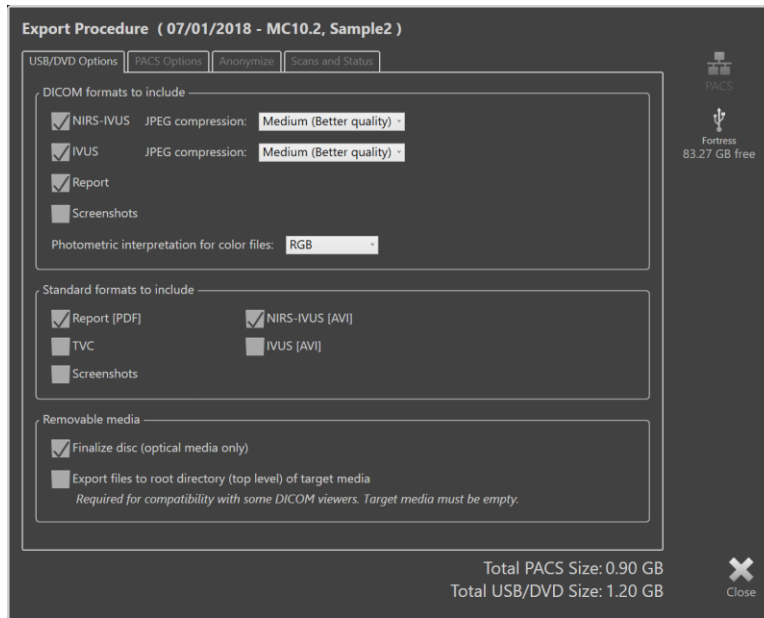 Export Procedure ( 07/01/2018 - MC10.2, Sample2 )
USB/DVD Options PACS Options Anonymize Scans and Status
PACS
Fortress
83.27 GB free
DICOM formats to include
NIRS-IVUS JPEG compression: Medium (Better quality)
IVUS JPEG compression: Medium (Better quality)
Report
Screenshots
Photometric interpretation for color files: RGB
Standard formats to include
Report [PDF] NIRS-IVUS [AVI]
TVC IVUS [AVI]
Screenshots
Removable media
Finalize disc (optical media only)
Export files to root directory (top level) of target media
Required for compatibility with some DICOM viewers. Target media must be empty.
Total PACS Size: 0.90 GB
Total USB/DVD Size: 1.20 GB
Close